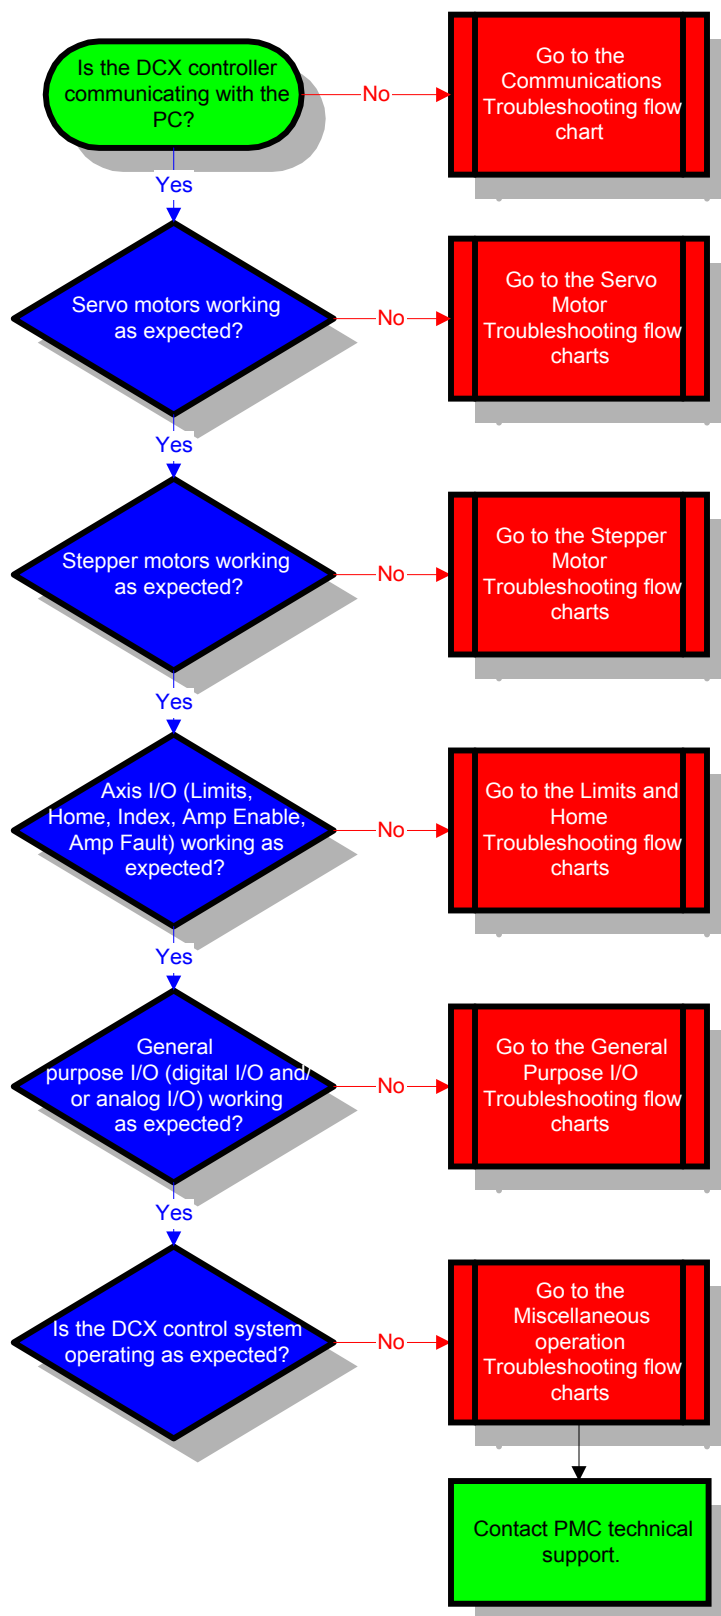 Is the DCX controller
communicating with the
PC?
No
Go to the
Communications
Troubleshooting flow
chart
Yes
Servo motors working
as expected?
No
Go to the Servo
Motor
Troubleshooting flow
charts
Yes
Stepper motors working
as expected?
No
Go to the Stepper
Motor
Troubleshooting flow
charts
Yes
Axis I/O (Limits,
Home, Index, Amp Enable,
Amp Fault) working as
expected?
No
Go to the Limits and
Home
Troubleshooting flow
charts
Yes
General
purpose I/O (digital I/O and/
or analog I/O) working
as expected?
No
Go to the General
Purpose I/O
Troubleshooting flow
charts
Yes
Is the DCX control system
operating as expected?
No
Go to the
Miscellaneous
operation
Troubleshooting flow
charts
Contact PMC technical
support.